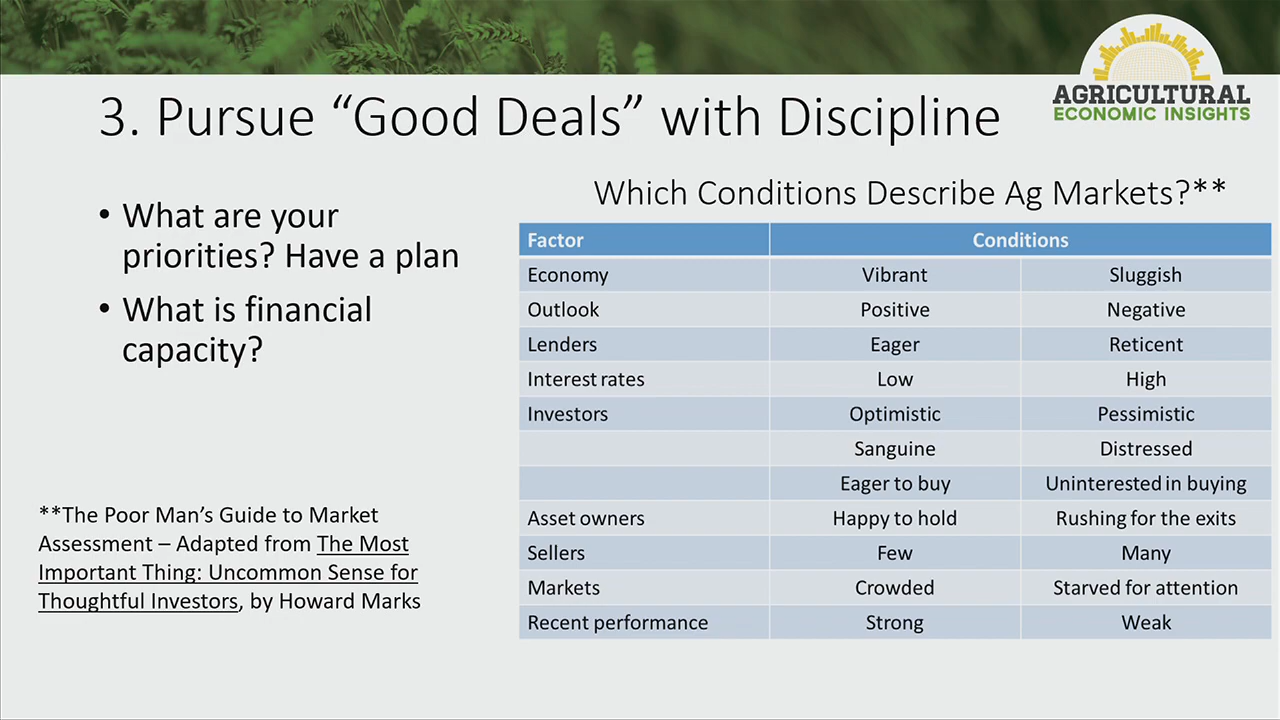 AGRICULTURAL
ECONOMIC INSIGHTS
3. Pursue “Good Deals” with Discipline
• What are your
priorities? Have a plan
• What is financial
capacity?
**The Poor Man’s Guide to Market
Assessment – Adapted from The Most
Important Thing: Uncommon Sense for
Thoughtful Investors, by Howard Marks
Which Conditions Describe Ag Markets?**
Factor Conditions
Economy Vibrant Sluggish
Outlook Positive Negative
Lenders Eager Reticent
Interest rates Low High
Investors Optimistic Pessimistic
Sanguine Distressed
Eager to buy Uninterested in buying
Asset owners Happy to hold Rushing for the exits
Sellers Few Many
Markets Crowded Starved for attention
Recent performance Strong Weak